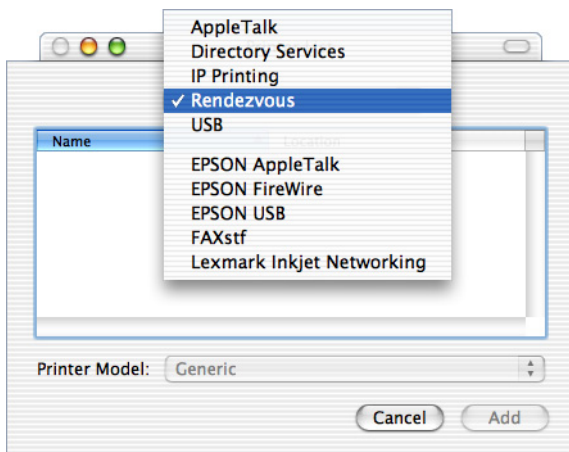 AppleTalk
Directory Services
IP Printing
✓ Rendezvous
USB
Name Location
EPSON AppleTalk
EPSON FireWire
EPSON USB
FAXstf
Lexmark Inkjet Networking
Printer Model: Generic
Cancel Add